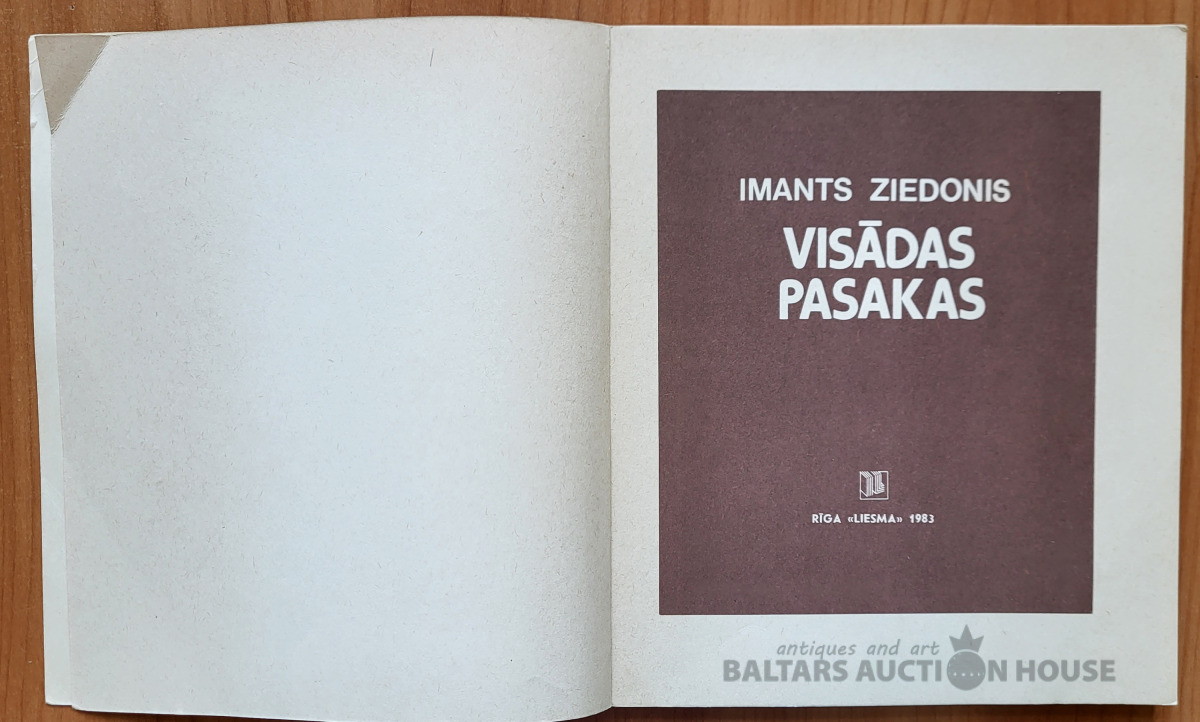 IMANTS ZIEDONIS
VISĀDAS
PASAKAS
RĪGA «LIESMA» 1983
antiques and art
BALTARS AUCTION HOUSE